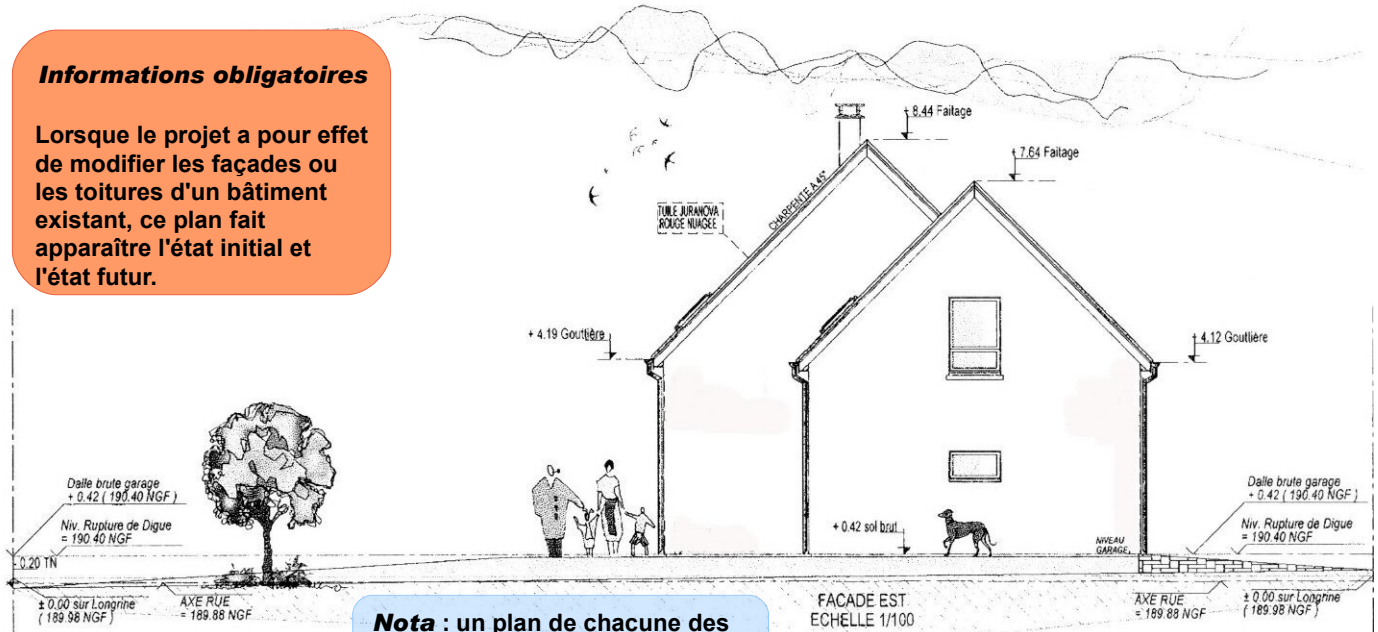 Informations obligatoires
Lorsque le projet a pour effet
de modifier les façades ou
les toitures d'un bâtiment
existant, ce plan fait
apparaître l'état initial et
l'état futur.
+ 8.44 Faitage
+ 7.64 Faitage
CHARPENTE A 45°
TUILE JURANOVA
ROUGE NUAGEE
+ 4.19 Gouttière
+ 4.12 Gouttière
Dalle brute garage
+ 0.42 ( 190.40 NGF )
Niv. Rupture de Digue
= 190.40 NGF
- 0.20 TN
+ 0.42 sol brut
NIVEAU
GARAGE
Dalle brute garage
+ 0.42 ( 190.40 NGF )
Niv. Rupture de Digue
= 190.40 NGF
± 0.00 sur Longrine
( 189.98 NGF )
AXE RUE
= 189.88 NGF
FACADE EST
ECHELLE 1/100
AXE RUE
= 189.88 NGF
± 0.00 sur Longrine
( 189.98 NGF )
Nota : un plan de chacune des